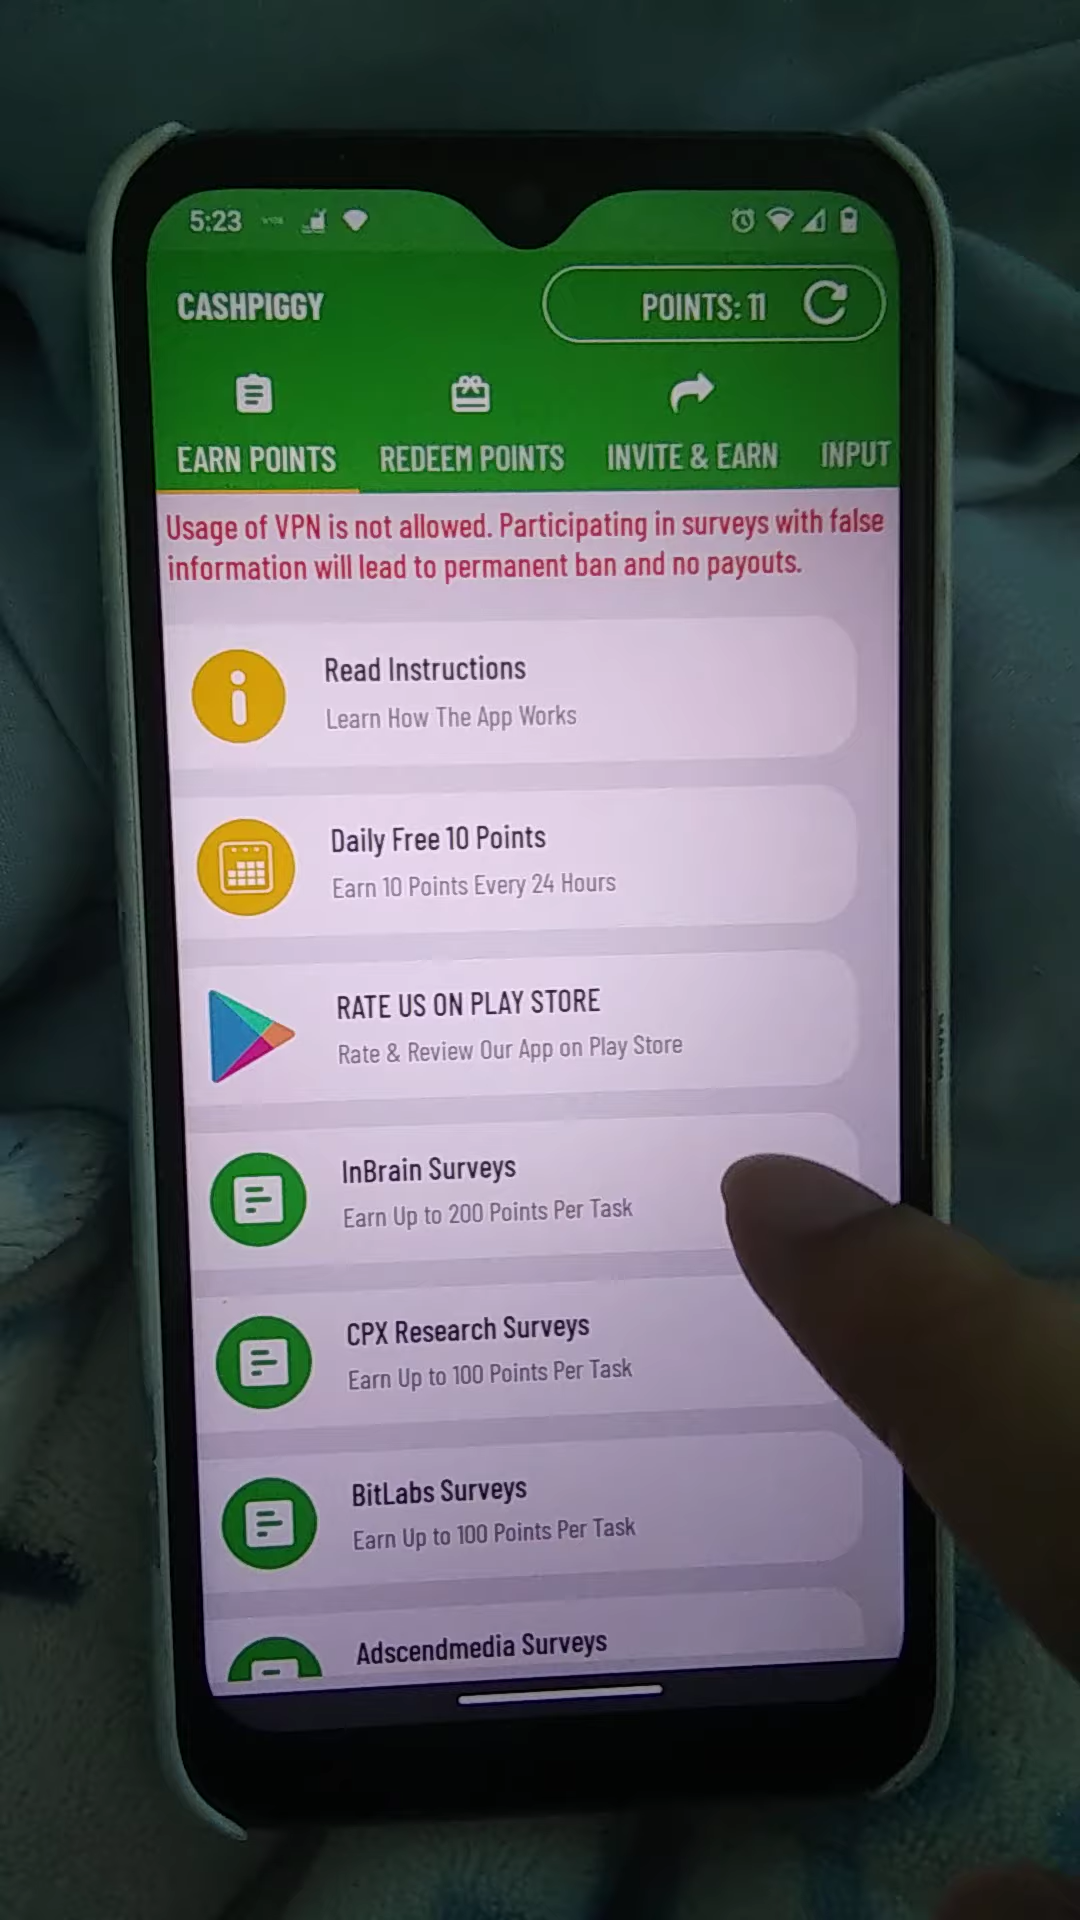 5:23
CASHPIGGY
POINTS: 11
EARN POINTS
REDEEM POINTS
INVITE & EARN
INPUT
Usage of VPN is not allowed. Participating in surveys with false
information will lead to permanent ban and no payouts.
Read Instructions
Learn How The App Works
Daily Free 10 Points
Earn 10 Points Every 24 Hours
RATE US ON PLAY STORE
Rate & Review Our App on Play Store
InBrain Surveys
Earn Up to 200 Points Per Task
CPX Research Surveys
Earn Up to 100 Points Per Task
BitLabs Surveys
Earn Up to 100 Points Per Task
Adscendmedia Surveys